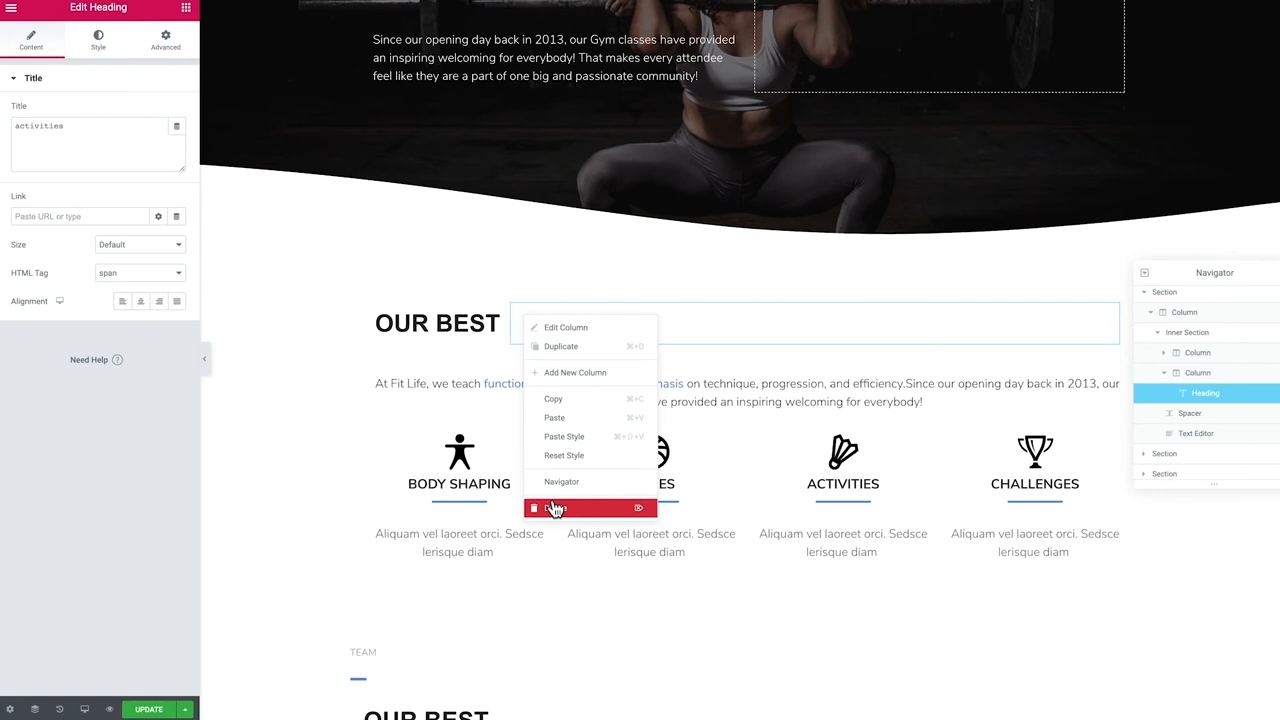 Edit Heading
Content
Style
Advanced
Title
Title
activities
Link
Paste URL or type
Size
Default
HTML Tag
span
Alignment
Need Help ?
UPDATE
Since our opening day back in 2013, our Gym classes have provided
an inspiring welcoming for everybody! That makes every attendee
feel like they are a part of one big and passionate community!
OUR BEST
At Fit Life, we teach function
hasis on technique, progression, and efficiency.Since our opening day back in 2013, our
ve provided an inspiring welcoming for everybody!
Edit Column
Duplicate ⌘+D
Add New Column
Copy ⌘+C
Paste ⌘+V
Paste Style ⌘+⇧+V
Reset Style
Navigator
BODY SHAPING
ES
ACTIVITIES
CHALLENGES
Aliquam vel laoreet orci. Sedsce
lerisque diam
Aliquam vel laoreet orci. Sedsce
lerisque diam
Aliquam vel laoreet orci. Sedsce
lerisque diam
Aliquam vel laoreet orci. Sedsce
lerisque diam
TEAM
OUR BEST
Navigator
Section
Column
Inner Section
Column
Column
Heading
Spacer
Text Editor
Section
Section